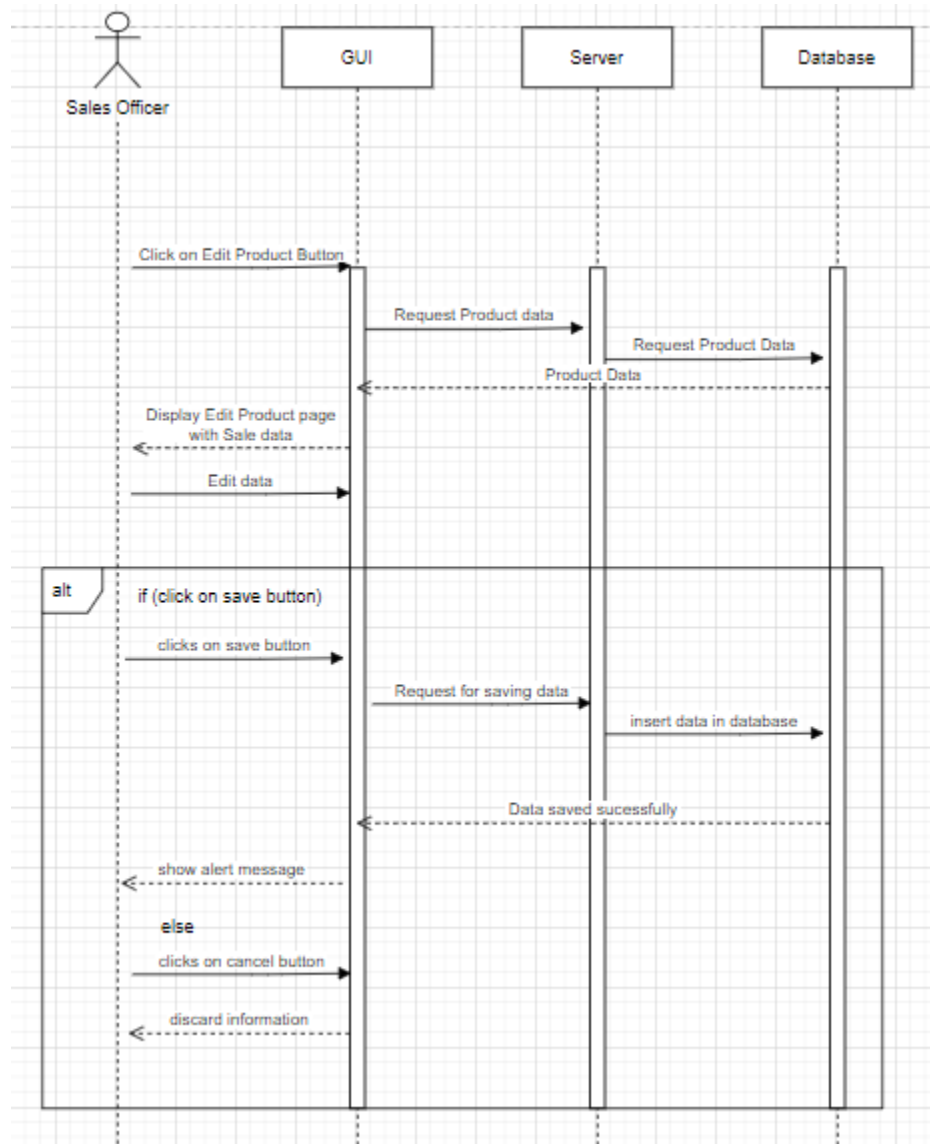 GUI
Server
Database
Sales Officer
Click on Edit Product Button
Request Product data
Request Product Data
Product Data
Display Edit Product page
with Sale data
Edit data
alt
if (click on save button)
clicks on save button
Request for saving data
insert data in database
Data saved sucessfully
show alert message
else
clicks on cancel button
discard information